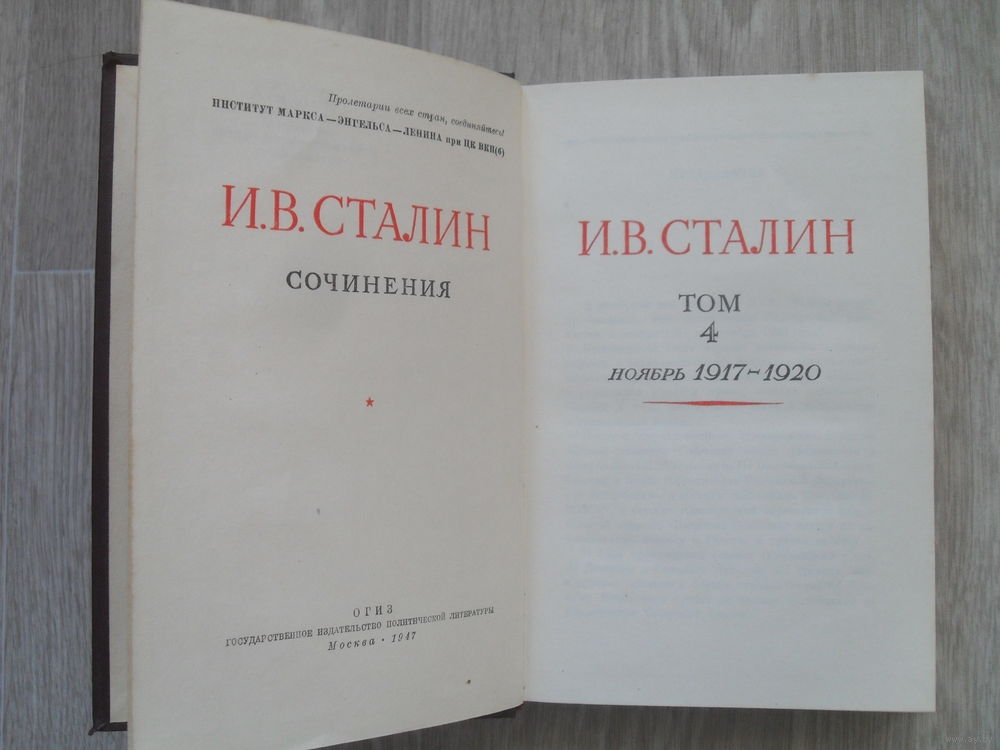 Пролетарии всех стран, соединяйтесь!
ИНСТИТУТ МАРКСА—ЭНГЕЛЬСА—ЛЕНИНА при ЦК ВКП(б)
И.В. СТАЛИН
СОЧИНЕНИЯ
ОГИЗ
ГОСУДАРСТВЕННОЕ ИЗДАТЕЛЬСТВО ПОЛИТИЧЕСКОЙ ЛИТЕРАТУРЫ
Москва · 1947
И.В. СТАЛИН
ТОМ
4
НОЯБРЬ 1917–1920